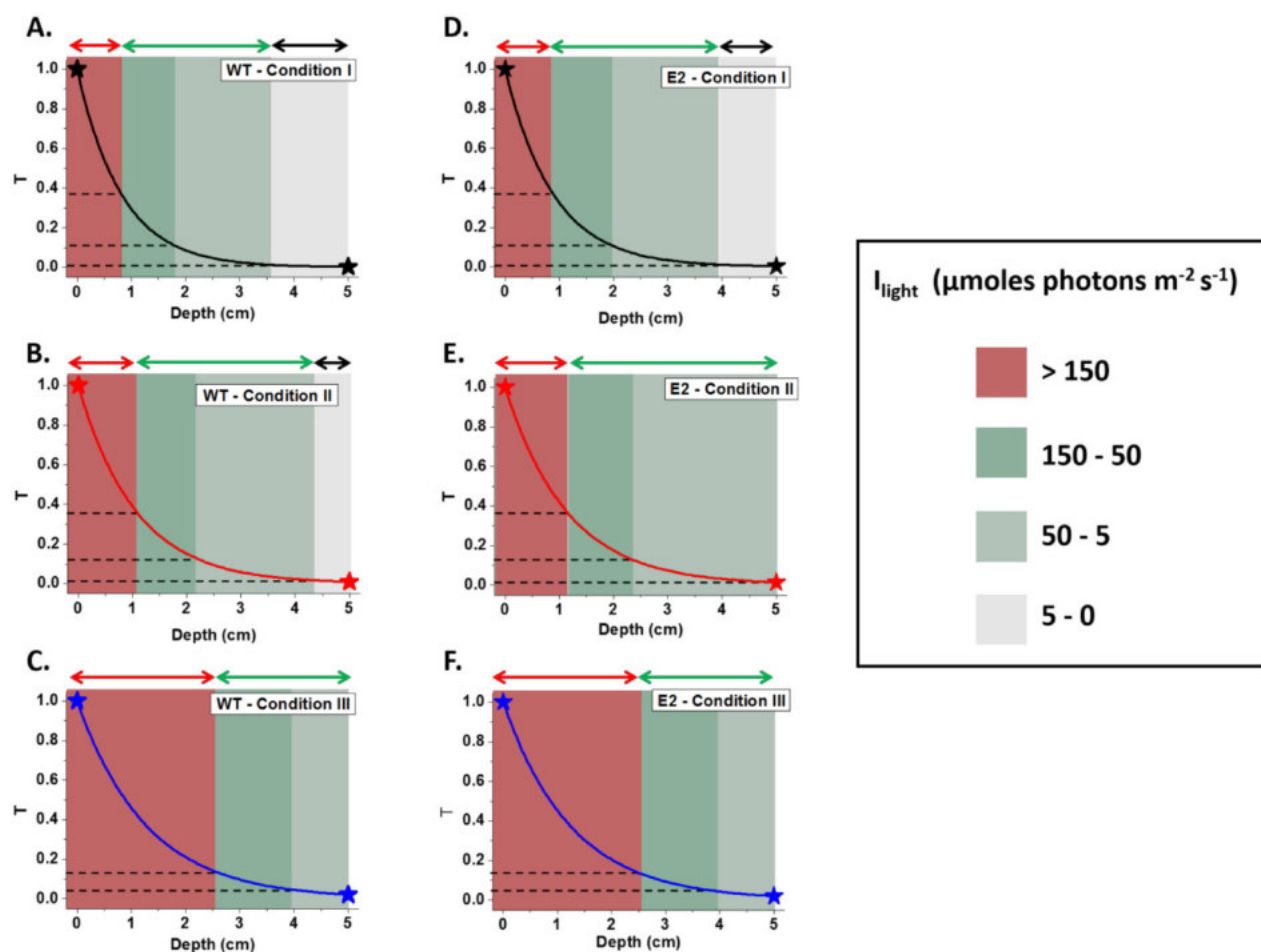 A.
WT - Condition I
1.0
0.8
0.6
0.4
0.2
0.0
T
0 1 2 3 4 5
Depth (cm)
D.
E2 - Condition I
1.0
0.8
0.6
0.4
0.2
0.0
T
0 1 2 3 4 5
Depth (cm)
B.
WT - Condition II
1.0
0.8
0.6
0.4
0.2
0.0
T
0 1 2 3 4 5
Depth (cm)
E.
E2 - Condition II
1.0
0.8
0.6
0.4
0.2
0.0
T
0 1 2 3 4 5
Depth (cm)
C.
WT - Condition III
1.0
0.8
0.6
0.4
0.2
0.0
T
0 1 2 3 4 5
Depth (cm)
F.
E2 - Condition III
1.0
0.8
0.6
0.4
0.2
0.0
T
0 1 2 3 4 5
Depth (cm)
I light (µmoles photons m⁻² s⁻¹)
> 150
150 - 50
50 - 5
5 - 0